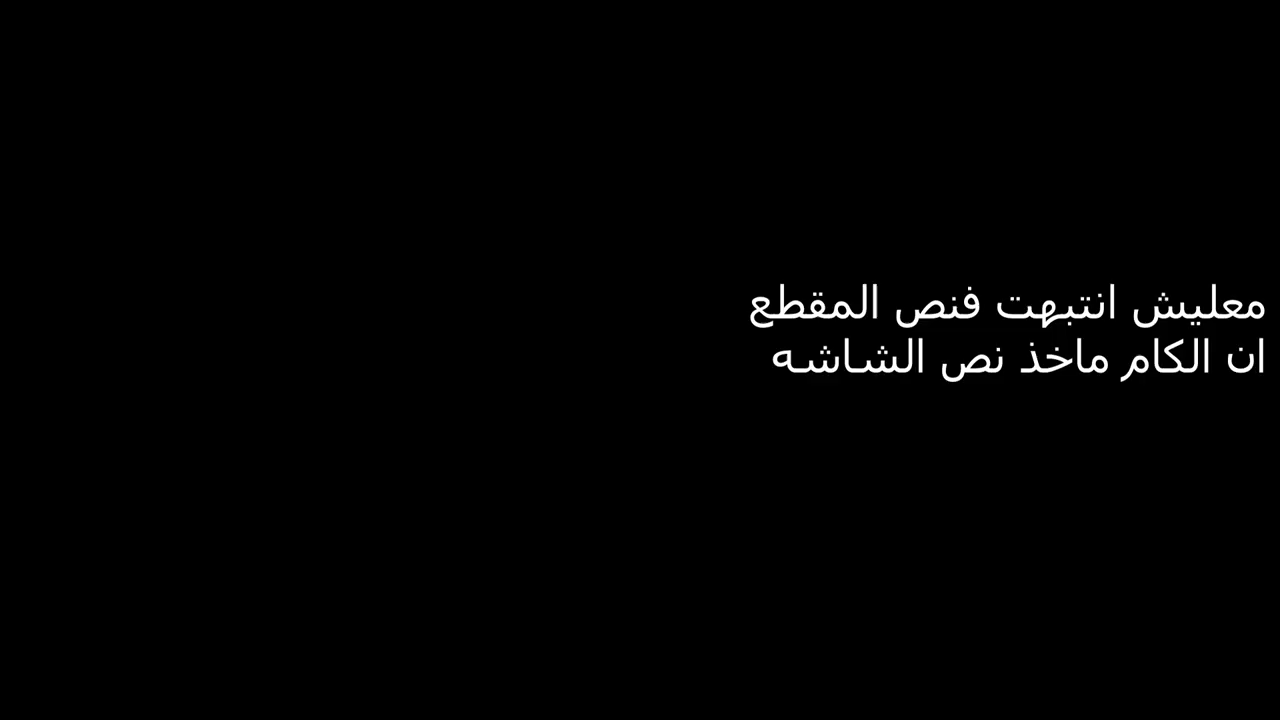 معليش انتبهت فنص المقطع
ان الكام ماخذ نص الشاشه